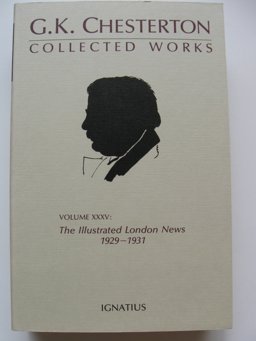 G.K. CHESTERTON
COLLECTED WORKS
VOLUME XXXV:
The Illustrated London News
1929–1931
IGNATIUS